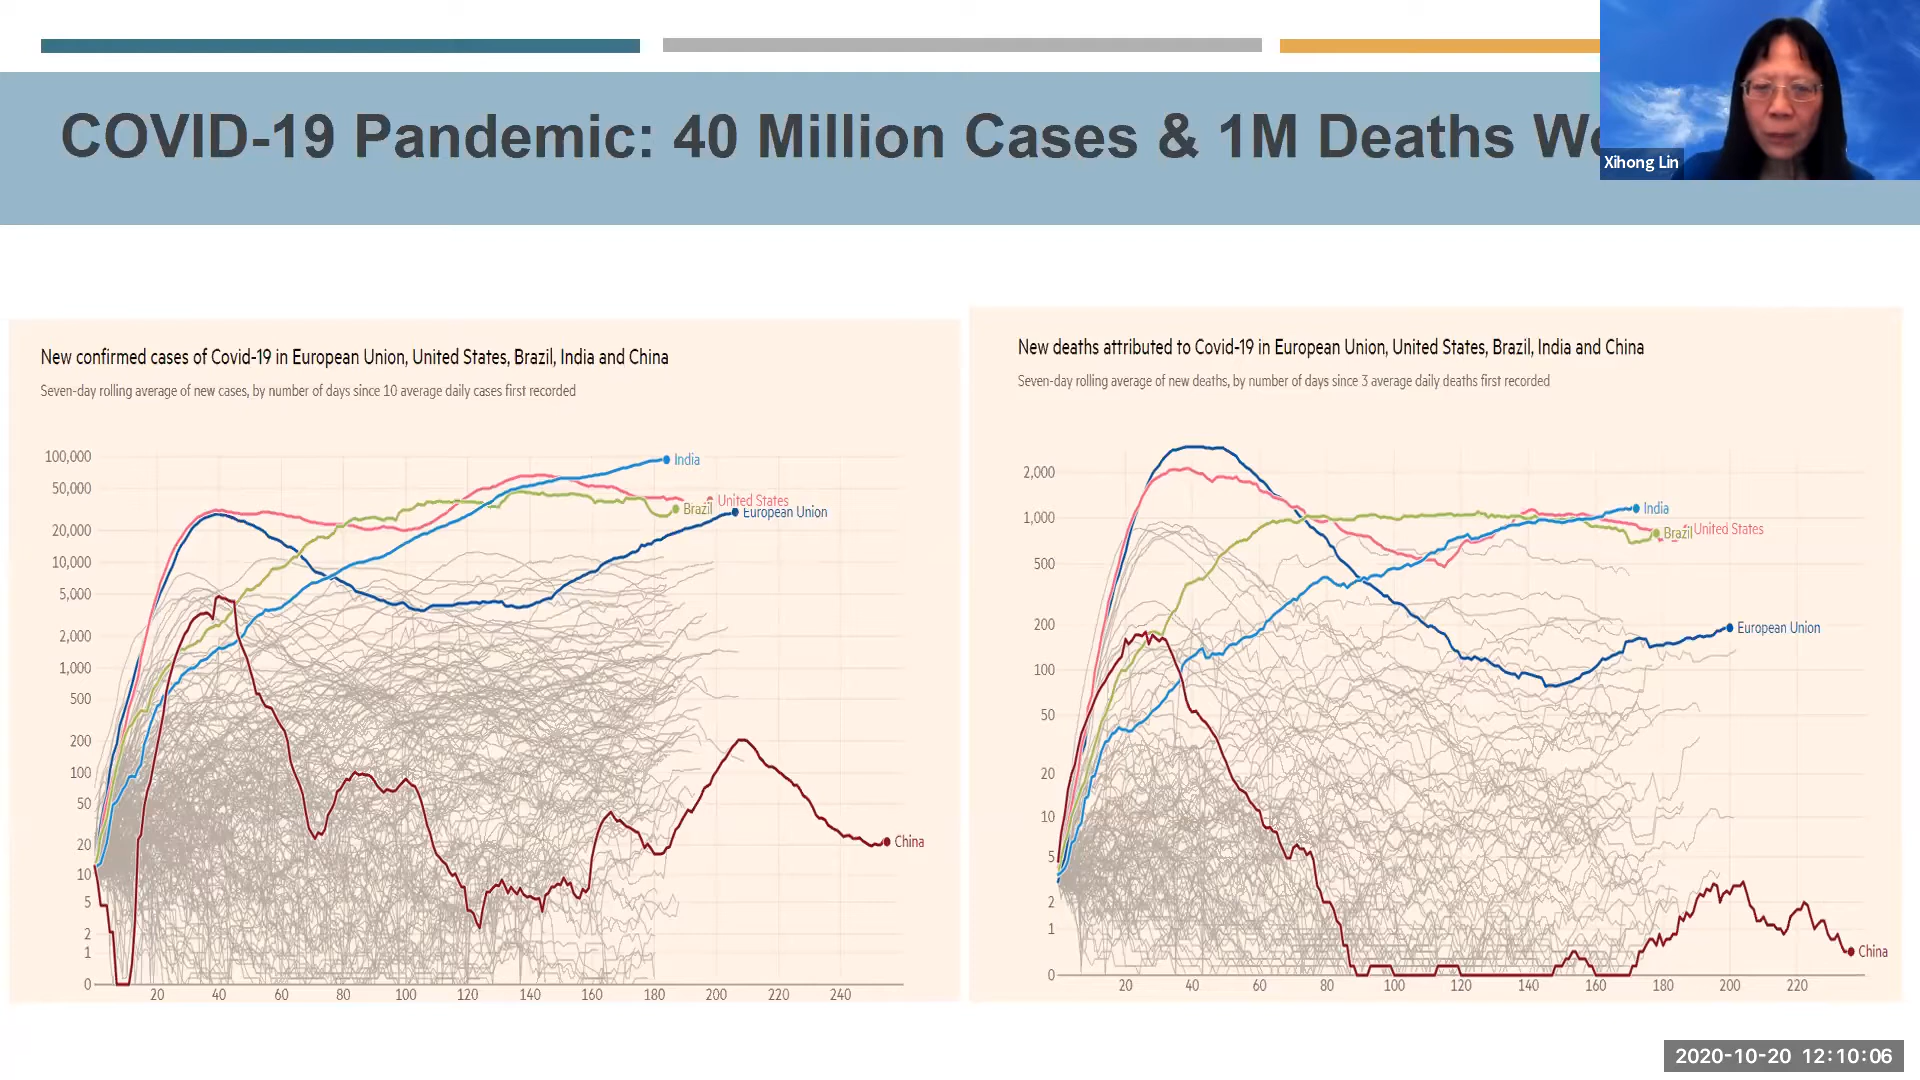 COVID-19 Pandemic: 40 Million Cases & 1M Deaths Wo
Xihong Lin
New confirmed cases of Covid-19 in European Union, United States, Brazil, India and China
Seven-day rolling average of new cases, by number of days since 10 average daily cases first recorded
100,000
50,000
20,000
10,000
5,000
2,000
1,000
500
200
100
50
20
10
5
2
1
0
India
United States
Brazil
European Union
China
20 40 60 80 100 120 140 160 180 200 220 240
New deaths attributed to Covid-19 in European Union, United States, Brazil, India and China
Seven-day rolling average of new deaths, by number of days since 3 average daily deaths first recorded
2,000
1,000
500
200
100
50
20
10
5
2
1
0
India
United States
Brazil
European Union
China
20 40 60 80 100 120 140 160 180 200 220
2020-10-20 12:10:06